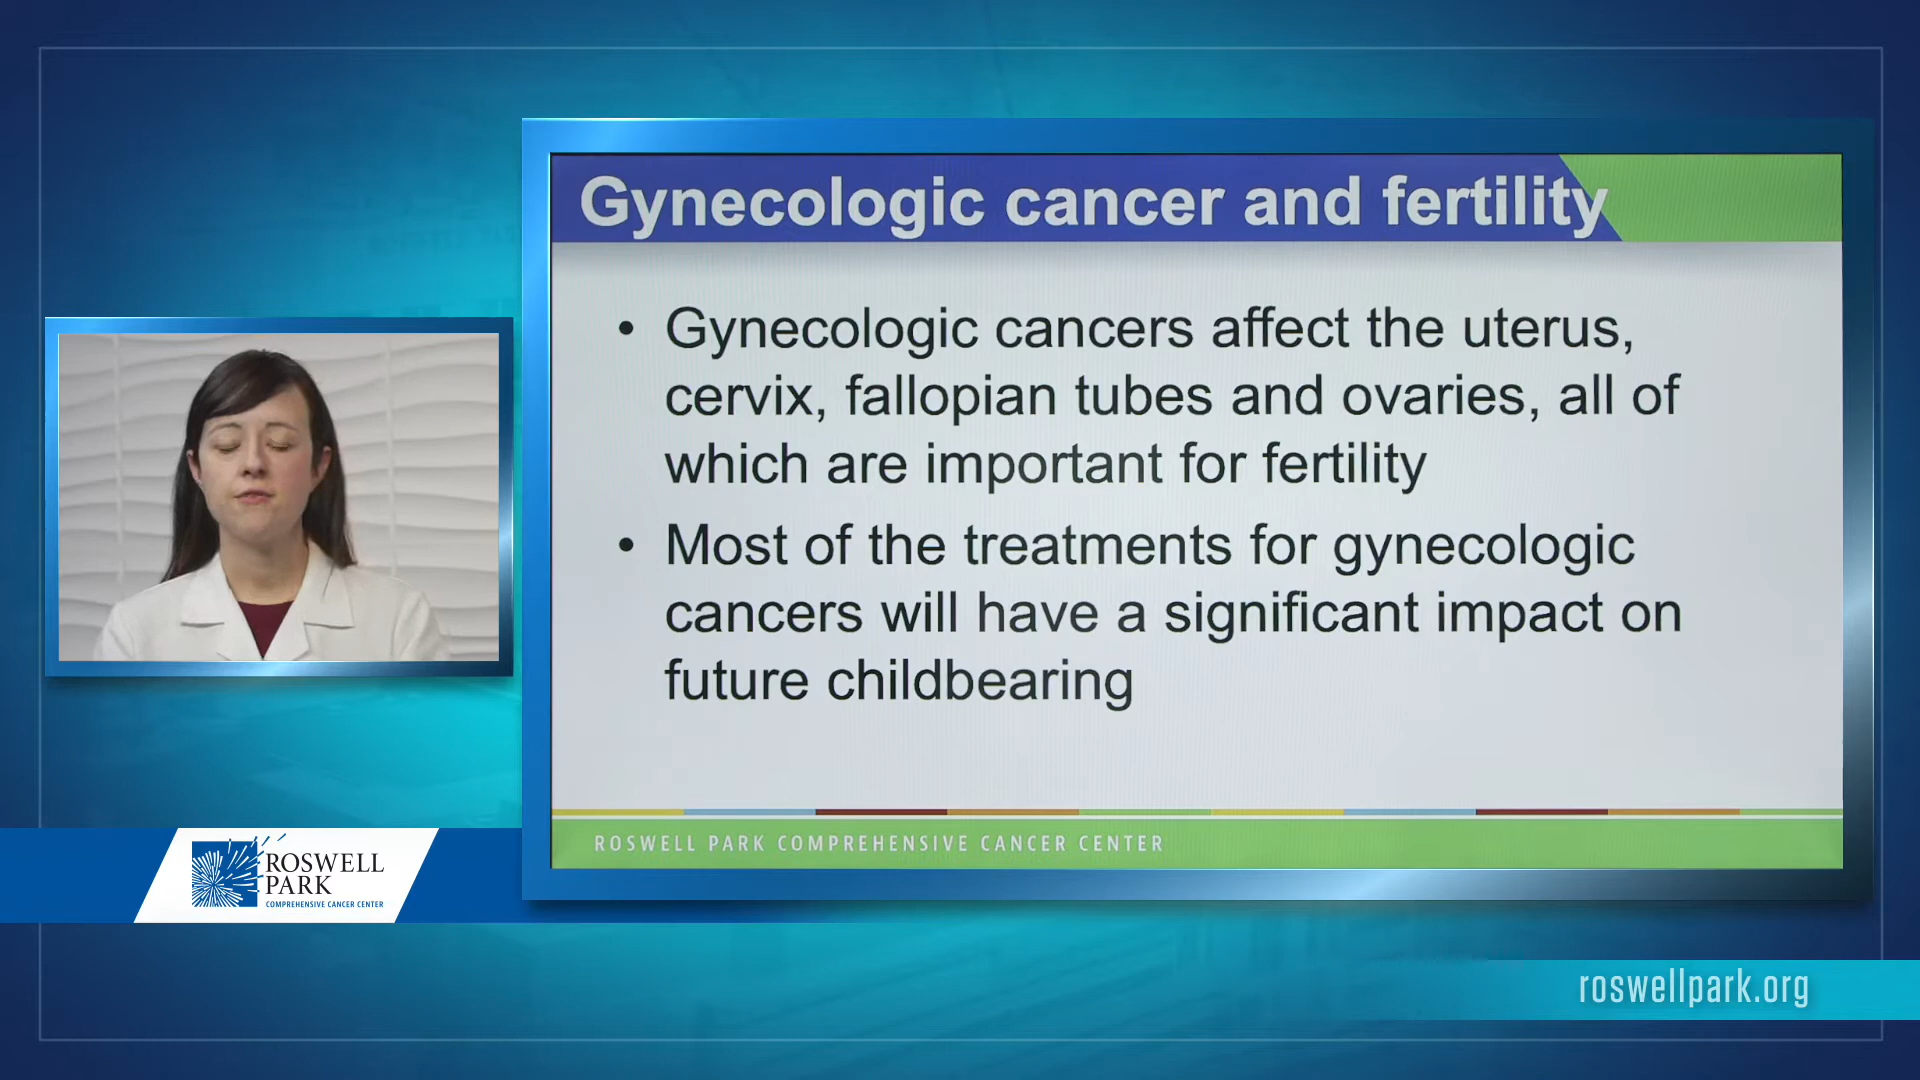 Gynecologic cancer and fertility
• Gynecologic cancers affect the uterus,
cervix, fallopian tubes and ovaries, all of
which are important for fertility
• Most of the treatments for gynecologic
cancers will have a significant impact on
future childbearing
ROSWELL PARK COMPREHENSIVE CANCER CENTER
ROSWELL
PARK
COMPREHENSIVE CANCER CENTER
roswellpark.org